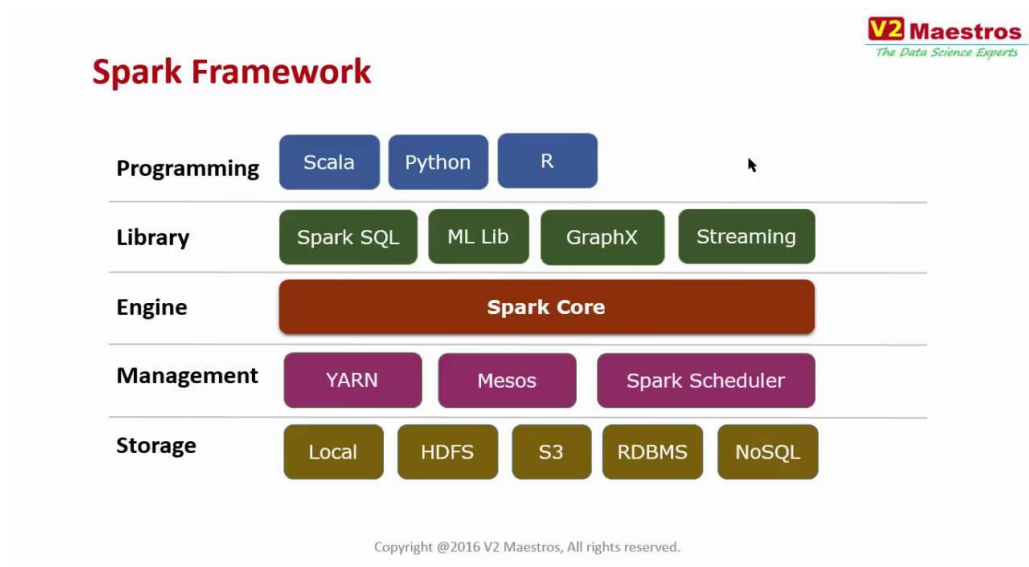 V2 Maestros
The Data Science Experts
Spark Framework
Programming Scala Python R
Library Spark SQL ML Lib GraphX Streaming
Engine Spark Core
Management YARN Mesos Spark Scheduler
Storage Local HDFS S3 RDBMS NoSQL
Copyright @2016 V2 Maestros, All rights reserved.